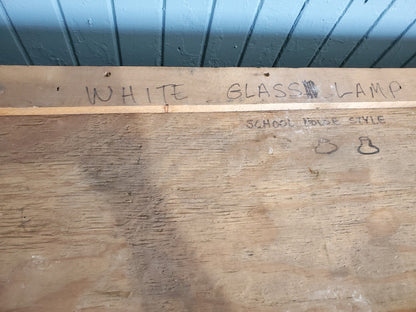 WHITE GLASS LAMP
SCHOOL HOUSE STYLE